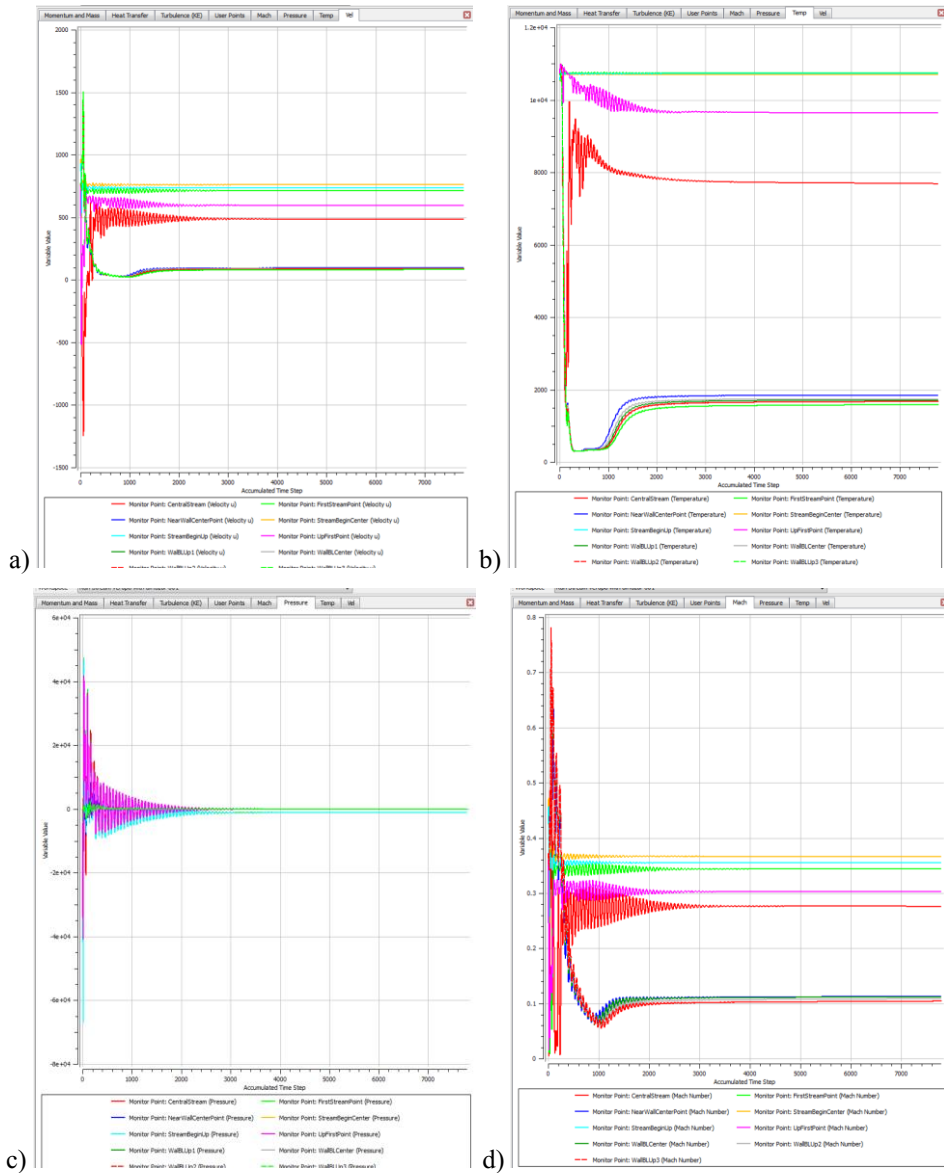 Momentum and Mass Heat Transfer Turbulence (KE) User Points Mach Pressure Temp Vel
2000
1500
1000
500
0
-500
-1000
-1500
Variable Value
0 1000 2000 3000 4000 5000 6000 7000
Accumulated Time Step
Monitor Point: CentralStream (Velocity u) Monitor Point: FirstStreamPoint (Velocity u)
Monitor Point: NearWallCenterPoint (Velocity u) Monitor Point: StreamBeginCenter (Velocity u)
Monitor Point: StreamBeginUp (Velocity u) Monitor Point: UpFirstPoint (Velocity u)
Monitor Point: WallBLUp1 (Velocity u) Monitor Point: WallBLCenter (Velocity u)
a)
Momentum and Mass Heat Transfer Turbulence (KE) User Points Mach Pressure Temp Vel
1.2e+04
1e+04
8000
6000
4000
2000
0
Variable Value
0 1000 2000 3000 4000 5000 6000 7000
Accumulated Time Step
Monitor Point: CentralStream (Temperature) Monitor Point: FirstStreamPoint (Temperature)
Monitor Point: NearWallCenterPoint (Temperature) Monitor Point: StreamBeginCenter (Temperature)
Monitor Point: StreamBeginUp (Temperature) Monitor Point: UpFirstPoint (Temperature)
Monitor Point: WallBLUp1 (Temperature) Monitor Point: WallBLCenter (Temperature)
Monitor Point: WallBLUp2 (Temperature) Monitor Point: WallBLUp3 (Temperature)
b)
Momentum and Mass Heat Transfer Turbulence (KE) User Points Mach Pressure Temp Vel
6e+04
4e+04
2e+04
0
-2e+04
-4e+04
-6e+04
-8e+04
Variable Value
0 1000 2000 3000 4000 5000 6000 7000
Accumulated Time Step
Monitor Point: CentralStream (Pressure) Monitor Point: FirstStreamPoint (Pressure)
Monitor Point: NearWallCenterPoint (Pressure) Monitor Point: StreamBeginCenter (Pressure)
Monitor Point: StreamBeginUp (Pressure) Monitor Point: UpFirstPoint (Pressure)
Monitor Point: WallBLUp1 (Pressure) Monitor Point: WallBLCenter (Pressure)
Monitor Point: WallBLUp2 (Pressure) Monitor Point: WallBLUp3 (Pressure)
c)
Momentum and Mass Heat Transfer Turbulence (KE) User Points Mach Pressure Temp Vel
0.8
0.7
0.6
0.5
0.4
0.3
0.2
0.1
0
Variable Value
0 1000 2000 3000 4000 5000 6000 7000
Accumulated Time Step
Monitor Point: CentralStream (Mach Number) Monitor Point: FirstStreamPoint (Mach Number)
Monitor Point: NearWallCenterPoint (Mach Number) Monitor Point: StreamBeginCenter (Mach Number)
Monitor Point: StreamBeginUp (Mach Number) Monitor Point: UpFirstPoint (Mach Number)
Monitor Point: WallBLCenter (Mach Number) Monitor Point: WallBLUp2 (Mach Number)
Monitor Point: WallBLUp3 (Mach Number)
d)